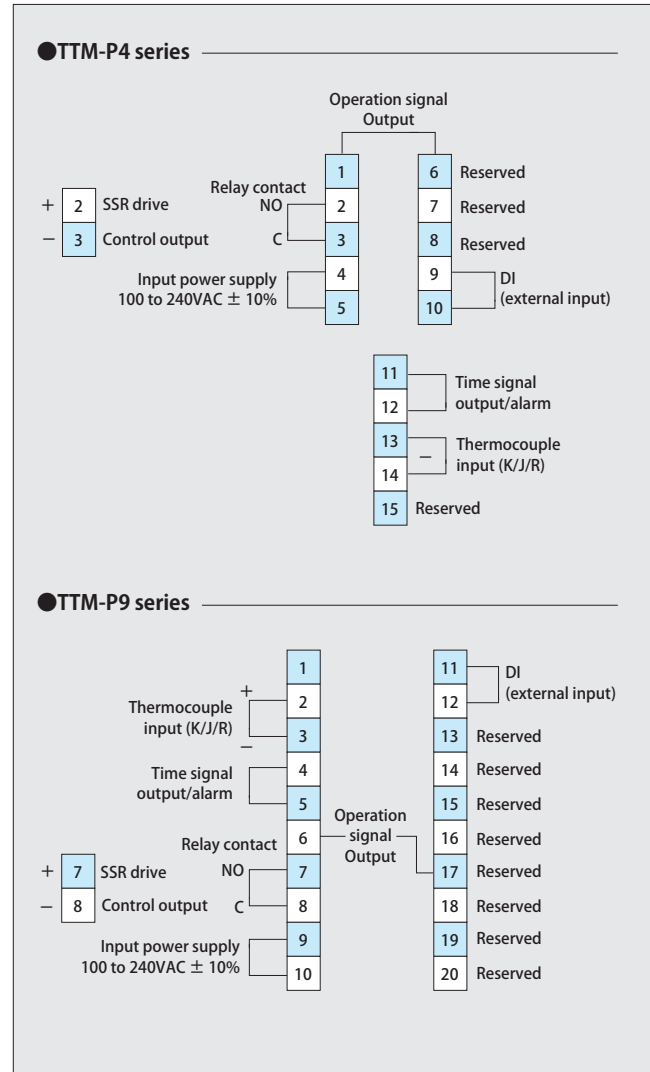 ●TTM-P4 series
Operation signal
Output
1
6 Reserved
Relay contact
+ 2 SSR drive
NO 2
7 Reserved
− 3 Control output
C 3
8 Reserved
Input power supply
100 to 240VAC ± 10%
4
5
9
10
DI
(external input)
11
12
Time signal
output/alarm
13
−
14
Thermocouple
input (K/J/R)
15 Reserved
●TTM-P9 series
1
Thermocouple
input (K/J/R)
+
2
3
−
Time signal
output/alarm
4
5
Relay contact
6
Operation
signal
Output
+ 7 SSR drive
NO 7
− 8 Control output
C 8
Input power supply
100 to 240VAC ± 10%
9
10
11
12
DI
(external input)
13 Reserved
14 Reserved
15 Reserved
16 Reserved
17 Reserved
18 Reserved
19 Reserved
20 Reserved